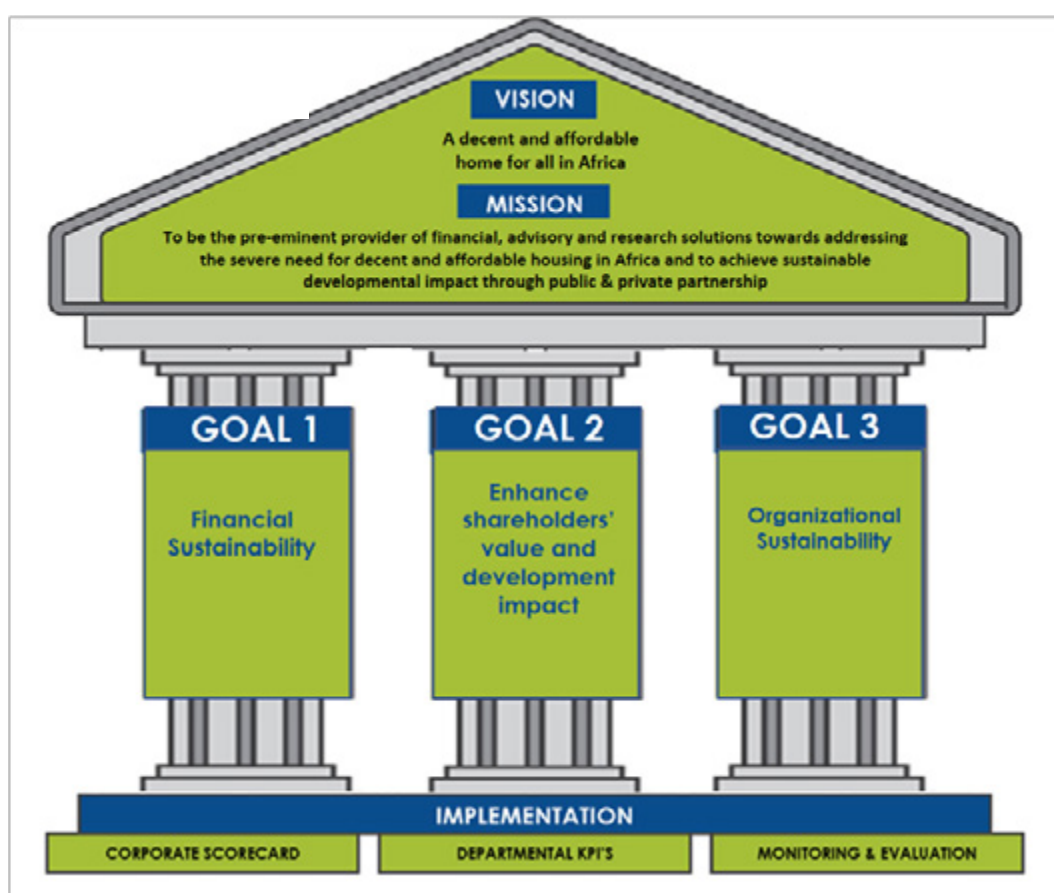 VISION
A decent and affordable
home for all in Africa
MISSION
To be the pre-eminent provider of financial, advisory and research solutions towards addressing
the severe need for decent and affordable housing in Africa and to achieve sustainable
developmental impact through public & private partnership
GOAL 1
Financial
Sustainability
GOAL 2
Enhance
shareholders'
value and
development
impact
GOAL 3
Organizational
Sustainability
IMPLEMENTATION
CORPORATE SCORECARD
DEPARTMENTAL KPI'S
MONITORING & EVALUATION